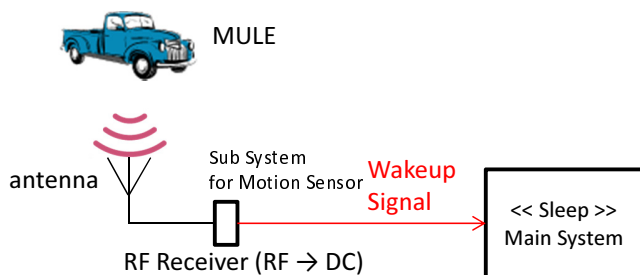 MULE
antenna
Sub System
for Motion Sensor
Wakeup
Signal
<< Sleep >>
Main System
RF Receiver (RF → DC)